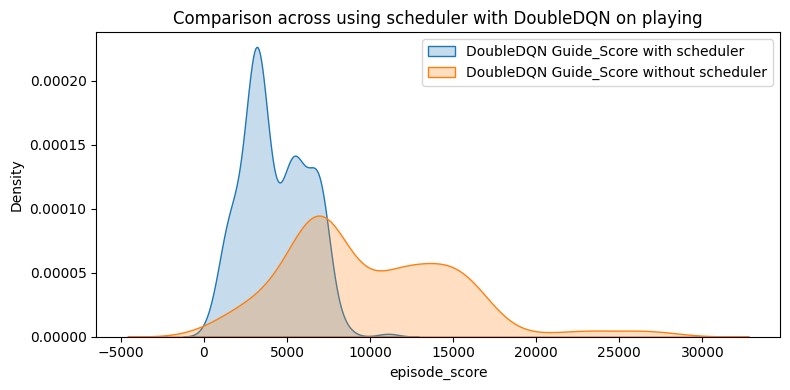 Comparison across using scheduler with DoubleDQN on playing
DoubleDQN Guide_Score with scheduler
DoubleDQN Guide_Score without scheduler
Density
0.00020
0.00015
0.00010
0.00005
0.00000
−5000 0 5000 10000 15000 20000 25000 30000
episode_score